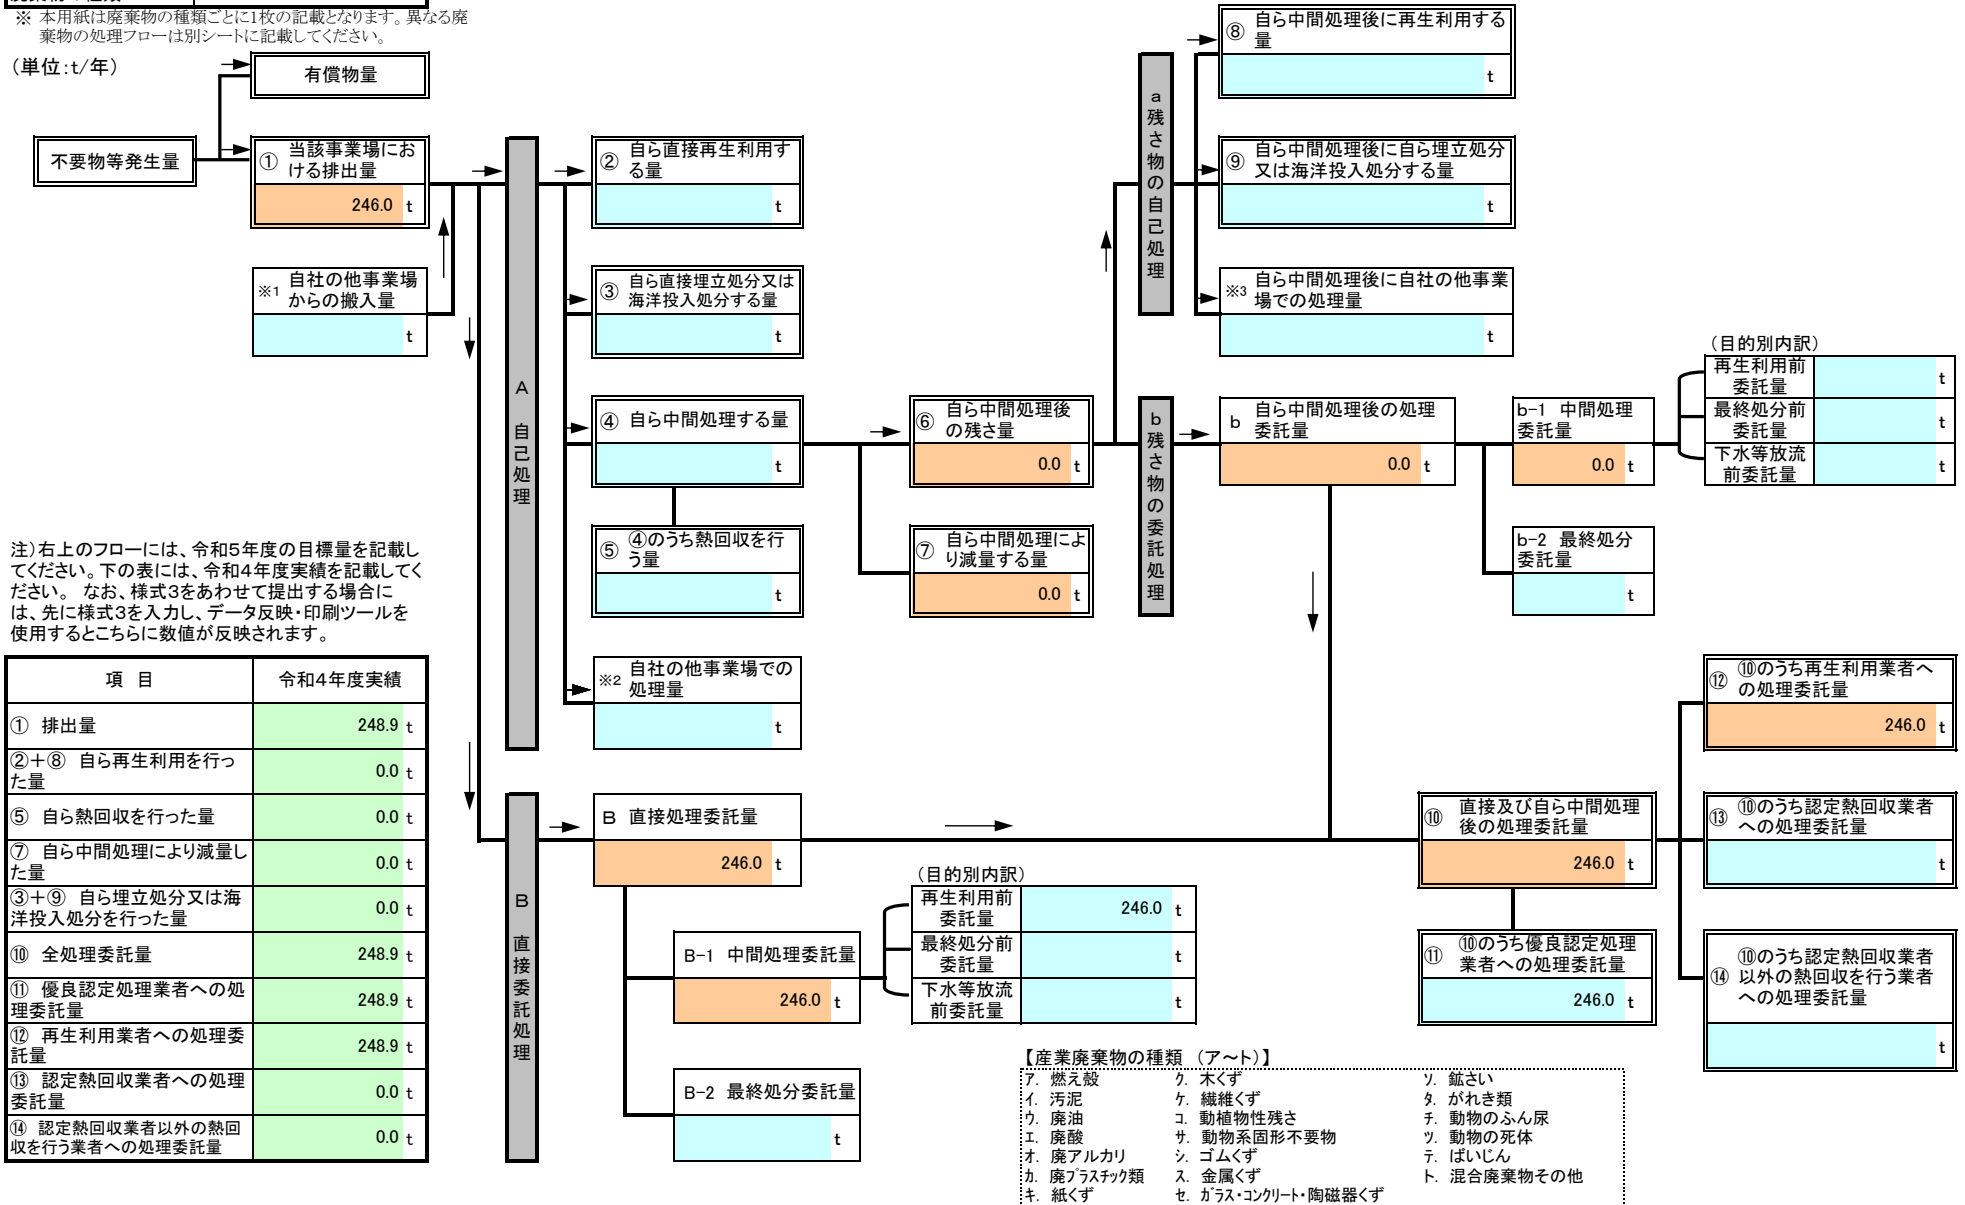 ※ 本用紙は廃棄物の種類ごとに1枚の記載となります。異なる廃
棄物の処理フローは別シートに記載してください。
（単位：t/年）
有償物量
不要物等発生量
① 当該事業場にお
ける排出量
246.0 t
※1 自社の他事業場
からの搬入量
t
A 自己処理
② 自ら直接再生利用す
る量
t
③ 自ら直接埋立処分又は
海洋投入処分する量
t
④ 自ら中間処理する量
t
⑤ ④のうち熱回収を行
う量
t
※2 自社の他事業場での
処理量
t
⑥ 自ら中間処理後
の残さ量
0.0 t
⑦ 自ら中間処理によ
り減量する量
0.0 t
a 残さ物の自己処理
⑧ 自ら中間処理後に再生利用する
量
t
⑨ 自ら中間処理後に自ら埋立処分
又は海洋投入処分する量
t
※3 自ら中間処理後に自社の他事業
場での処理量
t
b 残さ物の委託処理
b 自ら中間処理後の処理
委託量
0.0 t
b-1 中間処理
委託量
0.0 t
（目的別内訳）
再生利用前
委託量
t
最終処分前
委託量
t
下水等放流
前委託量
t
b-2 最終処分
委託量
t
注）右上のフローには、令和5年度の目標量を記載し
てください。下の表には、令和4年度実績を記載してく
ださい。 なお、様式3をあわせて提出する場合に
は、先に様式3を入力し、データ反映・印刷ツールを
使用するとこちらに数値が反映されます。
項 目 令和4年度実績
① 排出量 248.9 t
②＋⑧ 自ら再生利用を行っ
た量 0.0 t
⑤ 自ら熱回収を行った量 0.0 t
⑦ 自ら中間処理により減量し
た量 0.0 t
③＋⑨ 自ら埋立処分又は海
洋投入処分を行った量 0.0 t
⑩ 全処理委託量 248.9 t
⑪ 優良認定処理業者への処
理委託量 248.9 t
⑫ 再生利用業者への処理委
託量 248.9 t
⑬ 認定熱回収業者への処理
委託量 0.0 t
⑭ 認定熱回収業者以外の熱回
収を行う業者への処理委託量 0.0 t
B 直接委託処理
B 直接処理委託量
246.0 t
B-1 中間処理委託量
246.0 t
B-2 最終処分委託量
t
（目的別内訳）
再生利用前
委託量
246.0 t
最終処分前
委託量
t
下水等放流
前委託量
t
⑩ 直接及び自ら中間処理
後の処理委託量
246.0 t
⑪ ⑩のうち優良認定処理
業者への処理委託量
246.0 t
⑫ ⑩のうち再生利用業者へ
の処理委託量
246.0 t
⑬ ⑩のうち認定熱回収業者
への処理委託量
t
⑭ ⑩のうち認定熱回収業者
以外の熱回収を行う業者
への処理委託量
t
【産業廃棄物の種類 （ア～ト）】
ア. 燃え殻 ク. 木くず ソ. 鉱さい
イ. 汚泥 ケ. 繊維くず タ. がれき類
ウ. 廃油 コ. 動植物性残さ チ. 動物のふん尿
エ. 廃酸 サ. 動物系固形不要物 ツ. 動物の死体
オ. 廃アルカリ シ. ゴムくず テ. ばいじん
カ. 廃プラスチック類 ス. 金属くず ト. 混合廃棄物その他
キ. 紙くず セ. ガラス・コンクリート・陶磁器くず